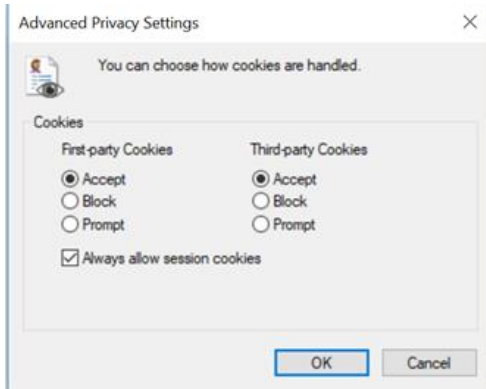 Advanced Privacy Settings
You can choose how cookies are handled.
Cookies
First-party Cookies Third-party Cookies
Accept Accept
Block Block
Prompt Prompt
Always allow session cookies
OK Cancel